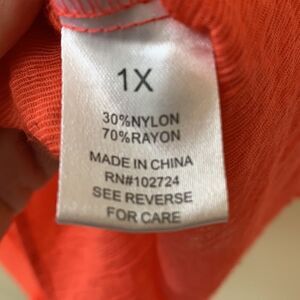 1X
30%NYLON
70%RAYON
MADE IN CHINA
RN#102724
SEE REVERSE
FOR CARE